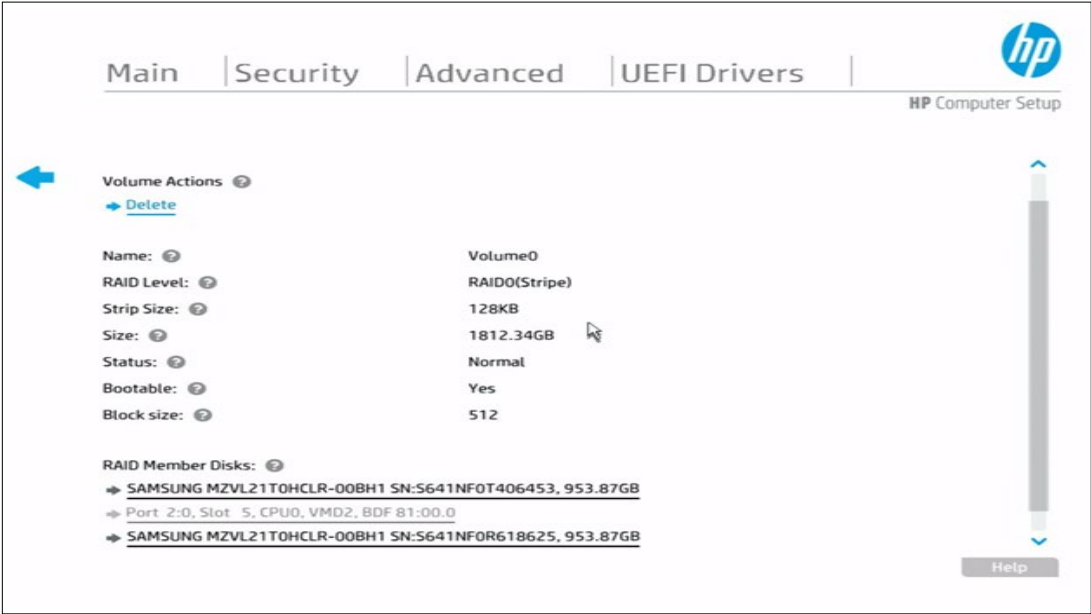 hp
Main Security Advanced UEFI Drivers
HP Computer Setup
Volume Actions ?
Delete
Name: ? Volume0
RAID Level: ? RAID0(Stripe)
Strip Size: ? 128KB
Size: ? 1812.34GB
Status: ? Normal
Bootable: ? Yes
Block size: ? 512
RAID Member Disks: ?
SAMSUNG MZVL21T0HCLR-00BH1 SN:S641NF0T406453, 953.87GB
Port 2:0, Slot 5, CPU0, VMD2, BDF 81:00.0
SAMSUNG MZVL21T0HCLR-00BH1 SN:S641NF0R618625, 953.87GB
Help